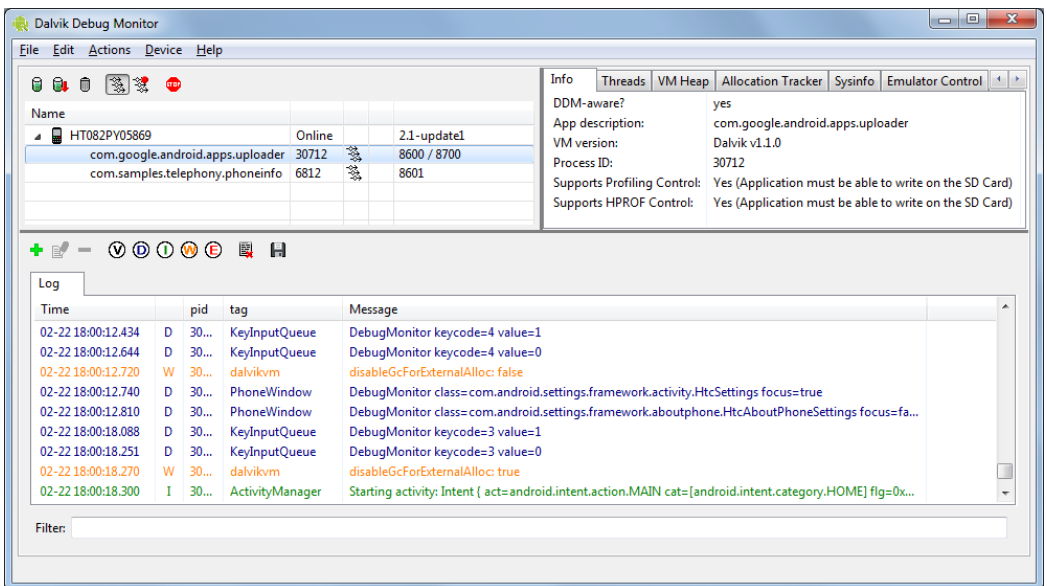 Dalvik Debug Monitor
File Edit Actions Device Help
STOP
Name
HT082PY05869 Online 2.1-update1
com.google.android.apps.uploader 30712 8600 / 8700
com.samples.telephony.phoneinfo 6812 8601
Info Threads VM Heap Allocation Tracker Sysinfo Emulator Control
DDM-aware? yes
App description: com.google.android.apps.uploader
VM version: Dalvik v1.1.0
Process ID: 30712
Supports Profiling Control: Yes (Application must be able to write on the SD Card)
Supports HPROF Control: Yes (Application must be able to write on the SD Card)
V D I W E
Log
Time pid tag Message
02-22 18:00:12.434 D 30... KeyInputQueue DebugMonitor keycode=4 value=1
02-22 18:00:12.644 D 30... KeyInputQueue DebugMonitor keycode=4 value=0
02-22 18:00:12.720 W 30... dalvikvm disableGcForExternalAlloc: false
02-22 18:00:12.740 D 30... PhoneWindow DebugMonitor class=com.android.settings.framework.activity.HtcSettings focus=true
02-22 18:00:12.810 D 30... PhoneWindow DebugMonitor class=com.android.settings.framework.aboutphone.HtcAboutPhoneSettings focus=fa...
02-22 18:00:18.088 D 30... KeyInputQueue DebugMonitor keycode=3 value=1
02-22 18:00:18.251 D 30... KeyInputQueue DebugMonitor keycode=3 value=0
02-22 18:00:18.270 W 30... dalvikvm disableGcForExternalAlloc: true
02-22 18:00:18.300 I 30... ActivityManager Starting activity: Intent { act=android.intent.action.MAIN cat=[android.intent.category.HOME] flg=0x...
Filter: